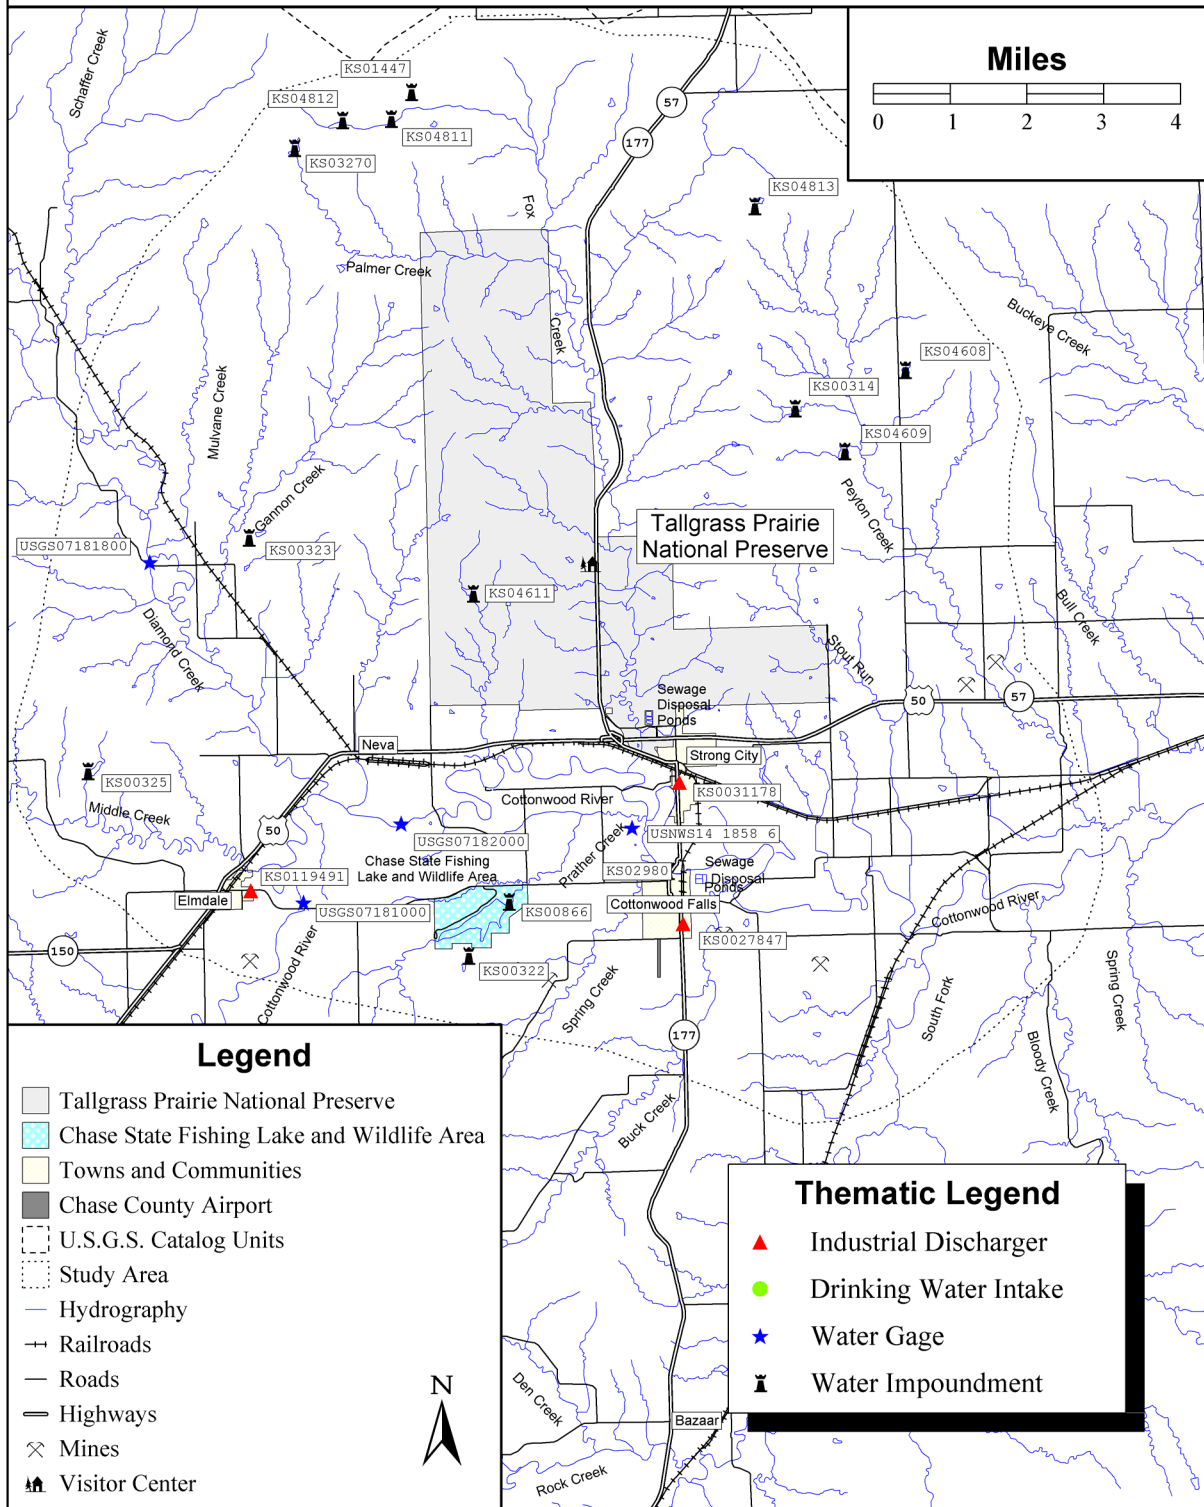 Miles
0 1 2 3 4
Schaffer Creek
KS01447
KS04812
KS04811
KS03270
57
177
KS04813
Fox
Creek
Palmer Creek
Buckeye Creek
KS04608
KS00314
KS04609
Mulvane Creek
Gannon Creek
Peyton Creek
USGS07181800
KS00323
Tallgrass Prairie
National Preserve
KS04611
Diamond Creek
Bull Creek
Stout Run
Sewage
Disposal
Ponds
50
57
Neva
Strong City
KS00325
KS0031178
Middle Creek
Cottonwood River
50
USGS07182000
USNWS14 1858 6
Prather Creek
Chase State Fishing
Lake and Wildlife Area
KS02980
Sewage
Disposal
Ponds
KS0119491
Elmdale
USGS07181000
KS00866
Cottonwood Falls
Cottonwood River
KS0027847
150
KS00322
Cottonwood River
Spring Creek
South Fork
Spring Creek
177
Bloody Creek
Buck Creek
Den Creek
Bazaar
Rock Creek
Legend
Tallgrass Prairie National Preserve
Chase State Fishing Lake and Wildlife Area
Towns and Communities
Chase County Airport
U.S.G.S. Catalog Units
Study Area
Hydrography
Railroads
Roads
Highways
Mines
Visitor Center
N
Thematic Legend
Industrial Discharger
Drinking Water Intake
Water Gage
Water Impoundment